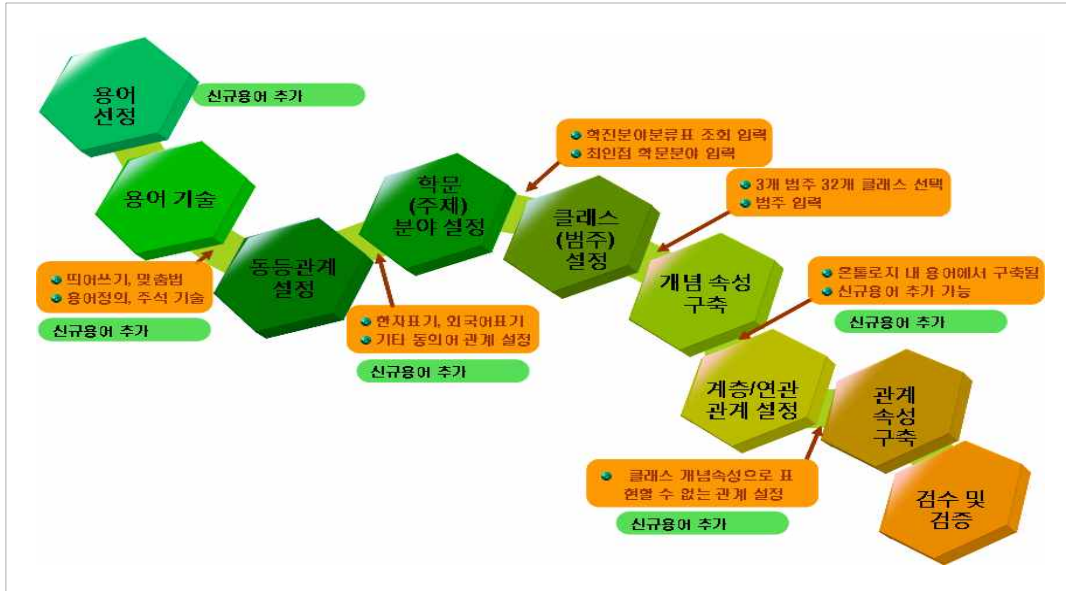 용어
선정
신규용어 추가
용어 기술
띄어쓰기, 맞춤법
용어정의, 주석 기술
신규용어 추가
동등관계
설정
한자표기, 외국어표기
기타 동의어 관계 설정
신규용어 추가
학문
(주제)
분야 설정
학진분야분류표 조회 입력
최인접 학문분야 입력
클래스
(범주)
설정
3개 범주 32개 클래스 선택
범주 입력
개념 속성
구축
온톨로지 내 용어에서 구축됨
신규용어 추가 가능
신규용어 추가
계층/연관
관계 설정
클래스 개념속성으로 표
현할 수 없는 관계 설정
신규용어 추가
관계
속성
구축
검수 및
검증